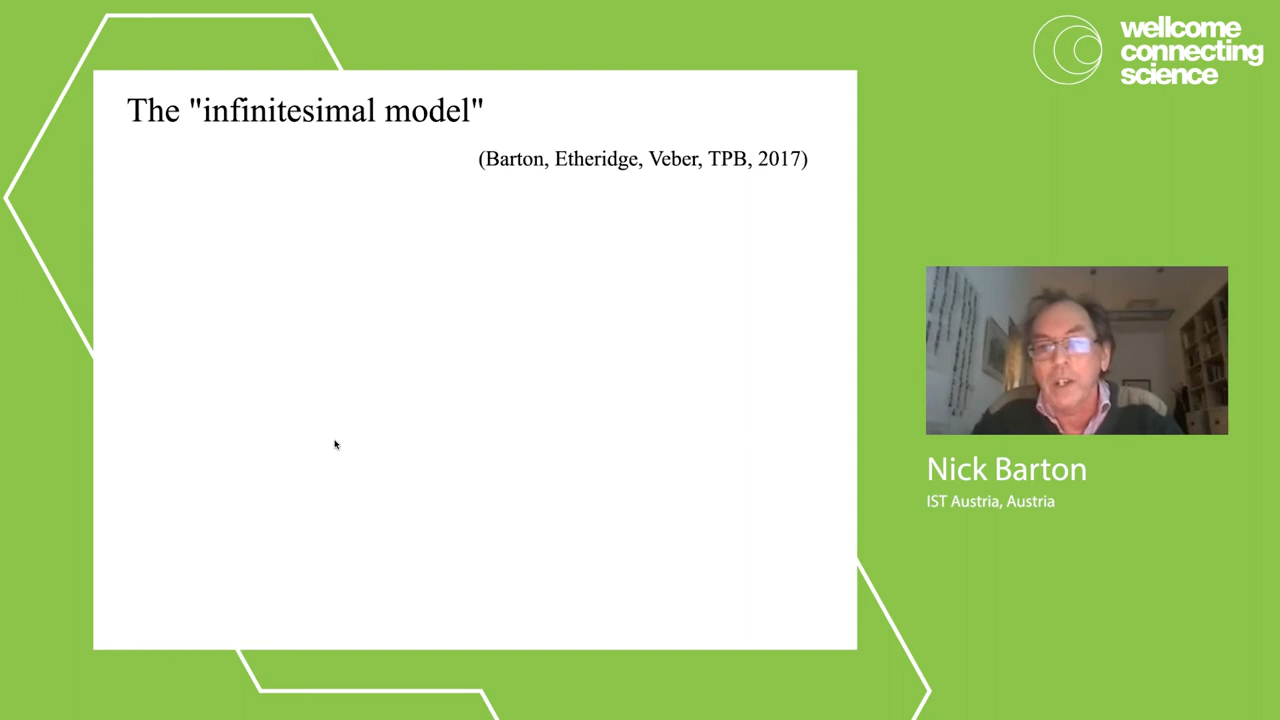 The "infinitesimal model"
(Barton, Etheridge, Veber, TPB, 2017)
wellcome
connecting
science
Nick Barton
IST Austria, Austria